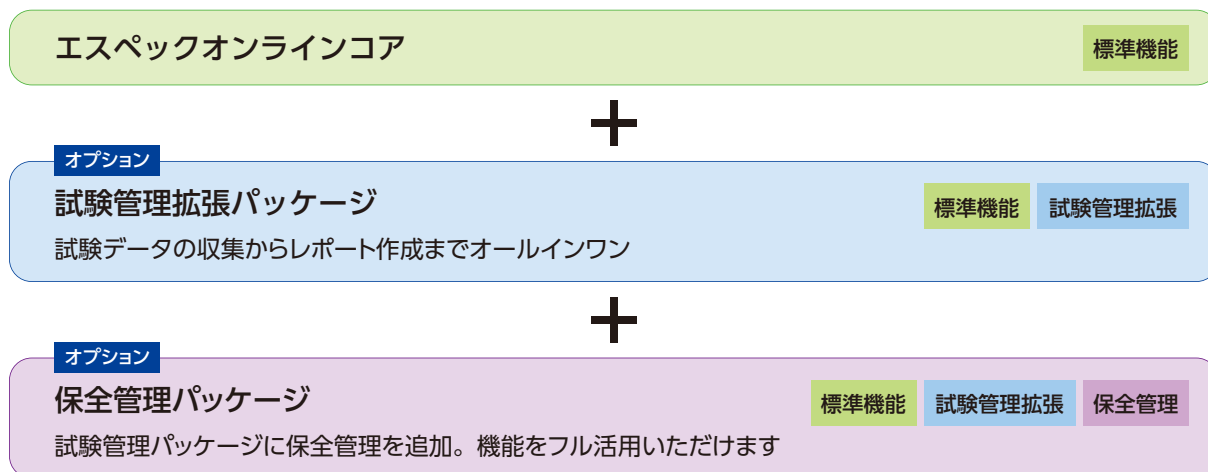 エスペックオンラインコア 標準機能
+
オプション
試験管理拡張パッケージ 標準機能 試験管理拡張
試験データの収集からレポート作成までオールインワン
+
オプション
保全管理パッケージ 標準機能 試験管理拡張 保全管理
試験管理パッケージに保全管理を追加。機能をフル活用いただけます